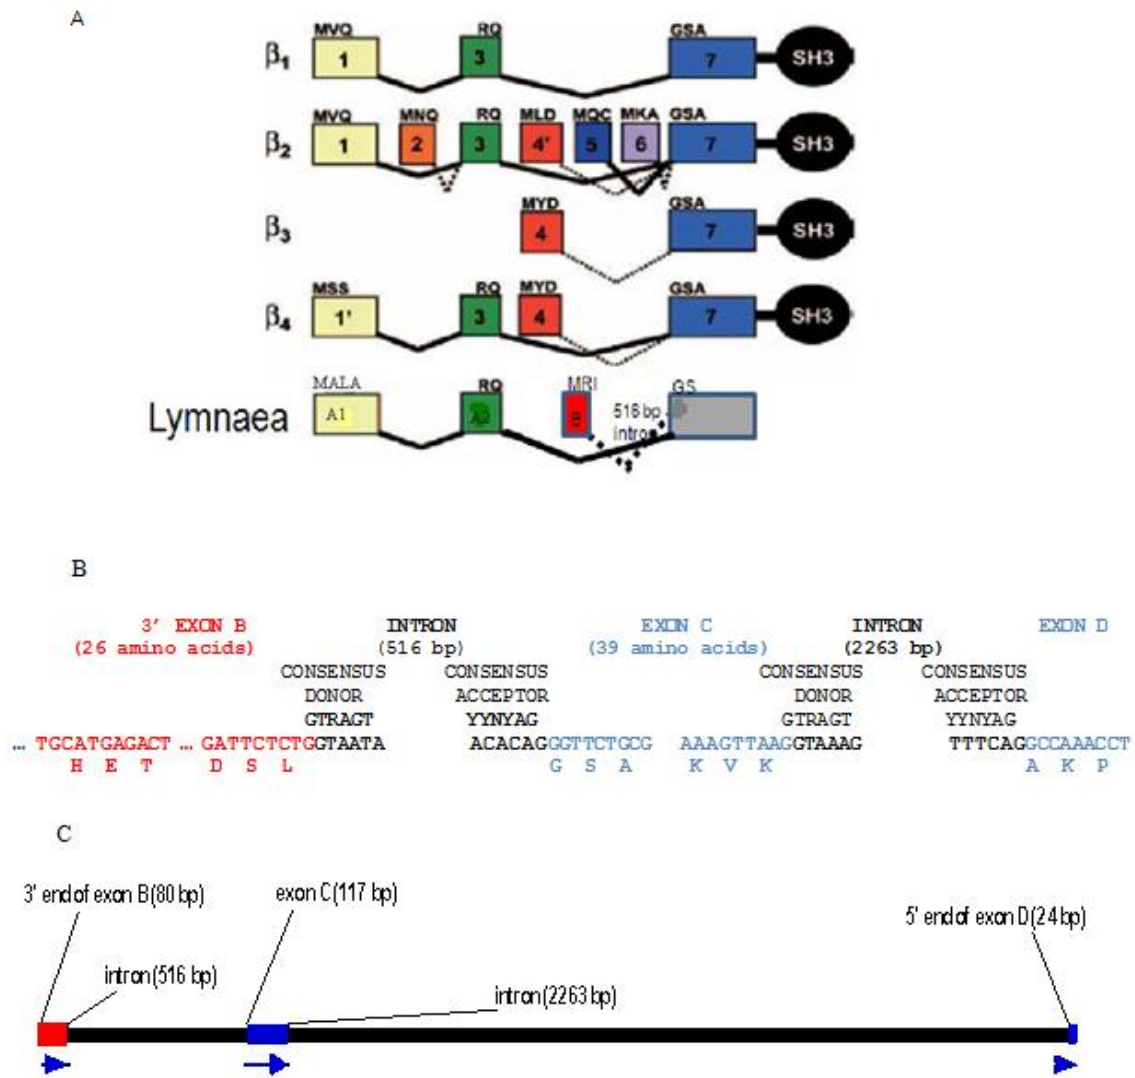 A
MVQ RQ GSA
β1 1 3 7 SH3
MVQ MNQ RQ MLD MQC MKA GSA
β2 1 2 3 4' 5 6 7 SH3
MYD GSA
β3 4 7 SH3
MSS RQ MYD GSA
β4 1' 3 4 7 SH3
MALA RQ MRI GS
Lymnaea A1 A2 B 516 bp
intron
B
3' EXON B INTRON EXON C INTRON EXON D
(26 amino acids) (516 bp) (39 amino acids) (2263 bp)
CONSENSUS CONSENSUS CONSENSUS CONSENSUS
DONOR ACCEPTOR DONOR ACCEPTOR
GTRAGT YYNYAG GTRAGT YYNYAG
… TGCATGAGACT … GATTCTCTGGTAATA ACACAGGGTTCTGCG AAAGTTAAGGTAAAG TTTCAGGCCAAACCT
H E T D S L G S A K V K A K P
C
3' end of exon B(80 bp) exon C(117 bp)
5' end of exon D(24 bp)
intron(516 bp)
intron(2263 bp)